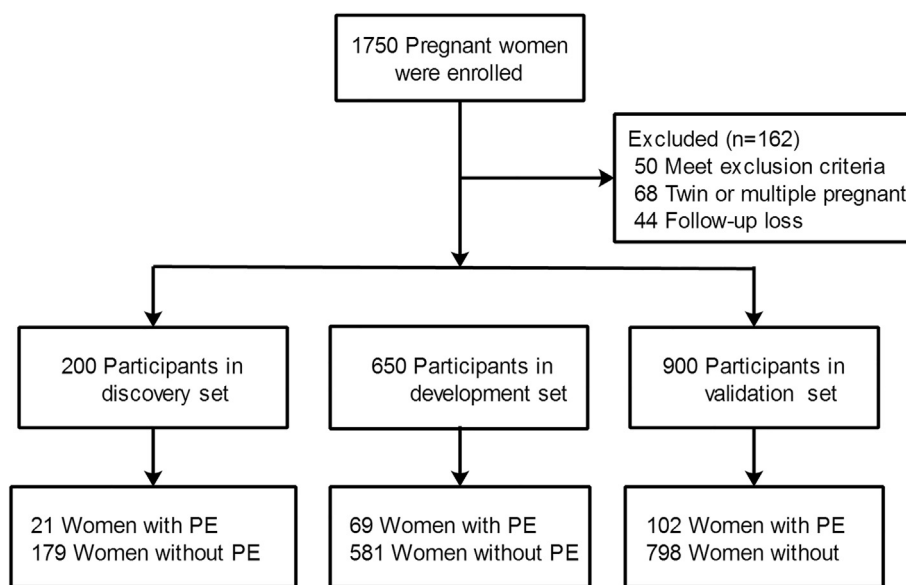 1750 Pregnant women
were enrolled
Excluded (n=162)
50 Meet exclusion criteria
68 Twin or multiple pregnant
44 Follow-up loss
200 Participants in
discovery set
650 Participants in
development set
900 Participants in
validation set
21 Women with PE
179 Women without PE
69 Women with PE
581 Women without PE
102 Women with PE
798 Women without